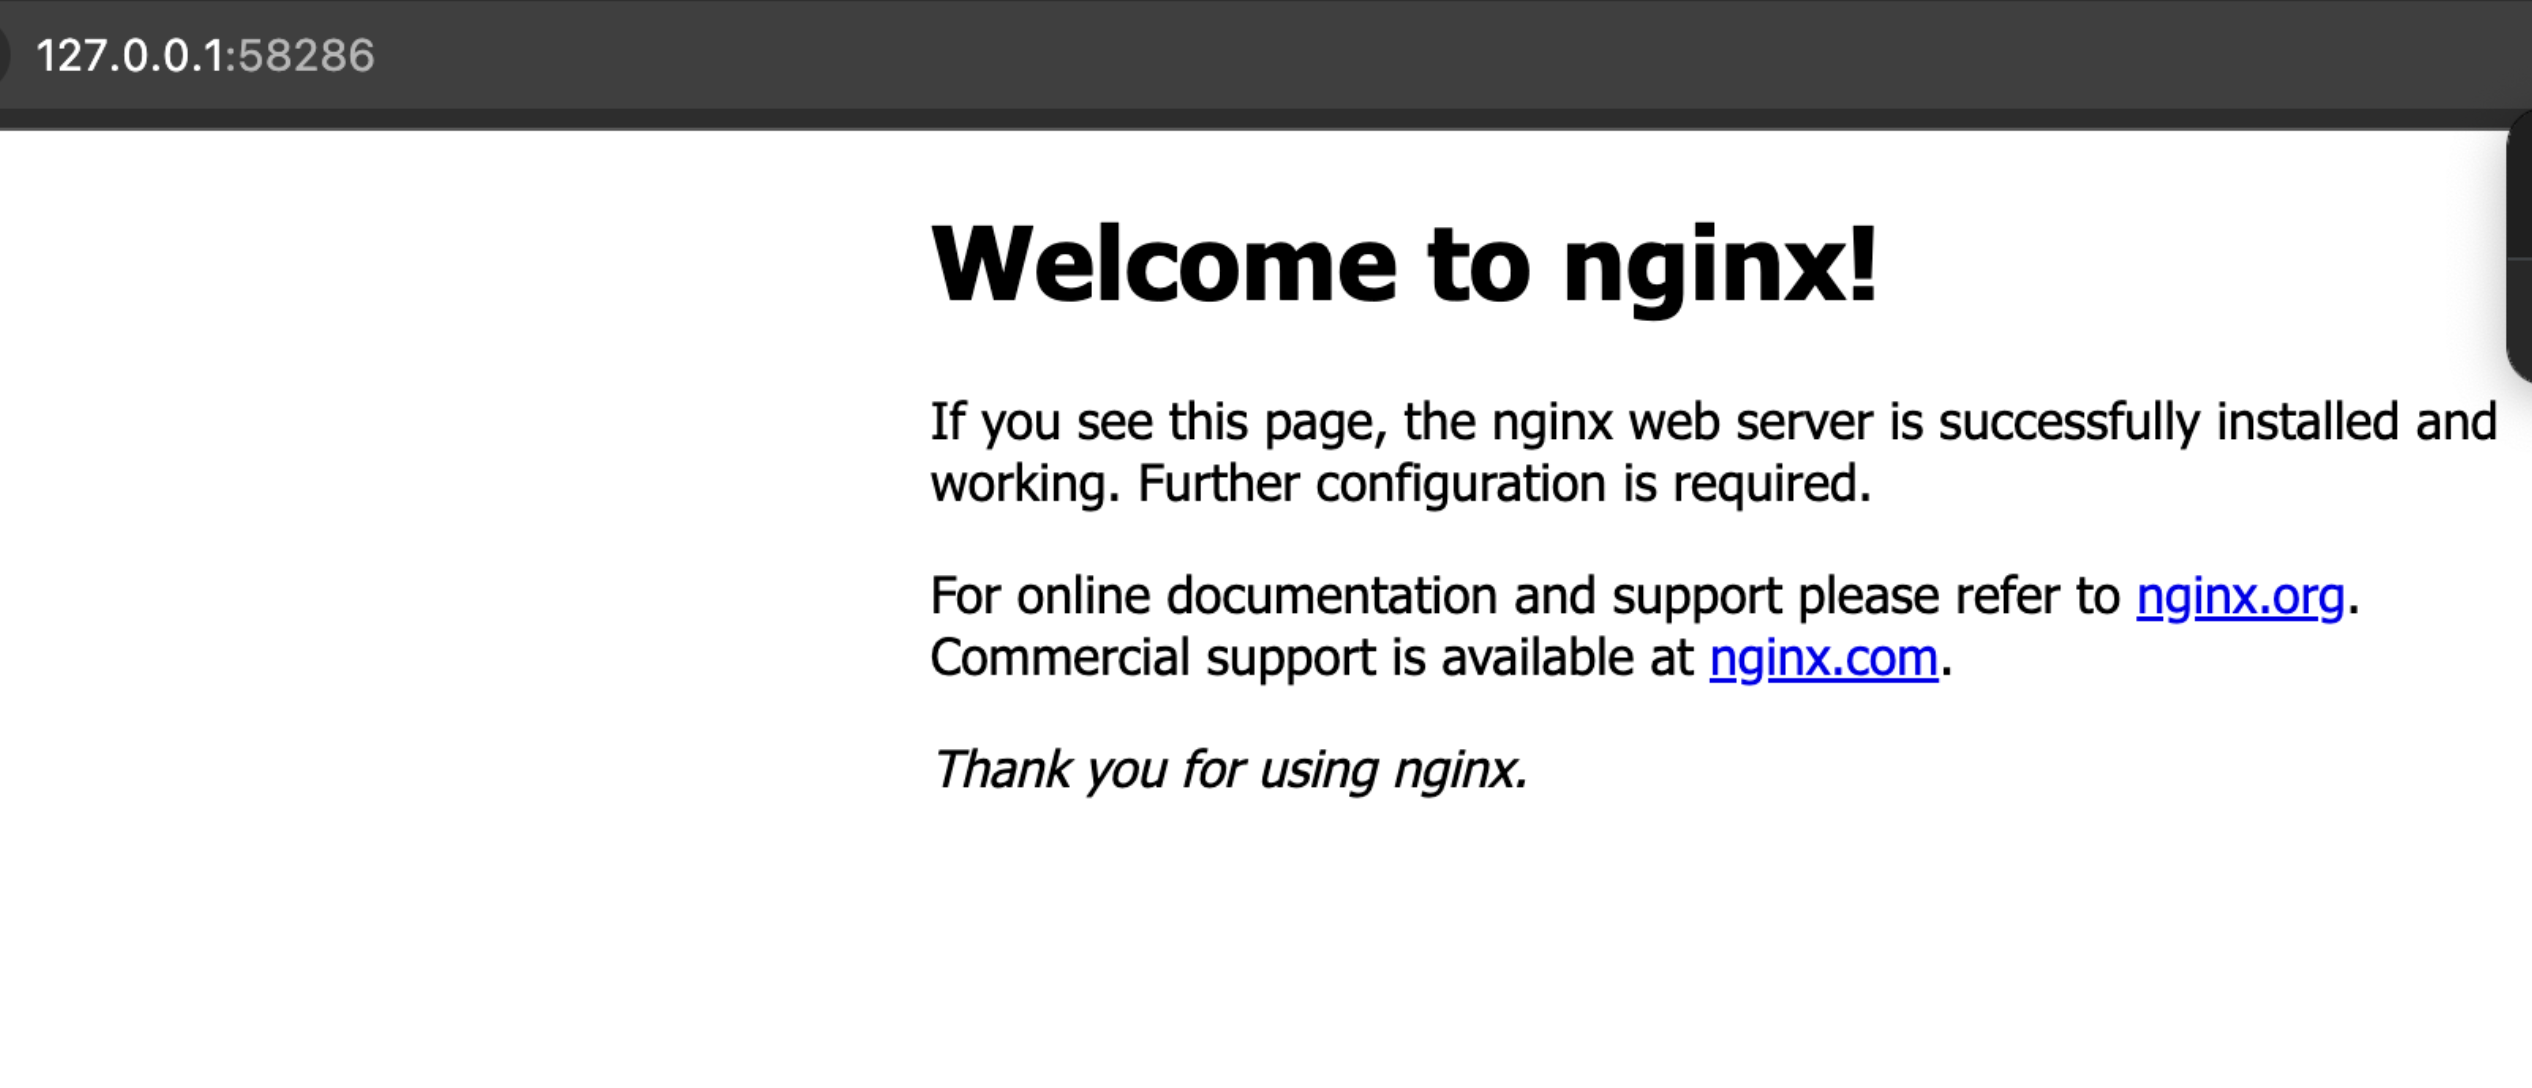 127.0.0.1:58286
Welcome to nginx!
If you see this page, the nginx web server is successfully installed and
working. Further configuration is required.
For online documentation and support please refer to nginx.org.
Commercial support is available at nginx.com.
Thank you for using nginx.